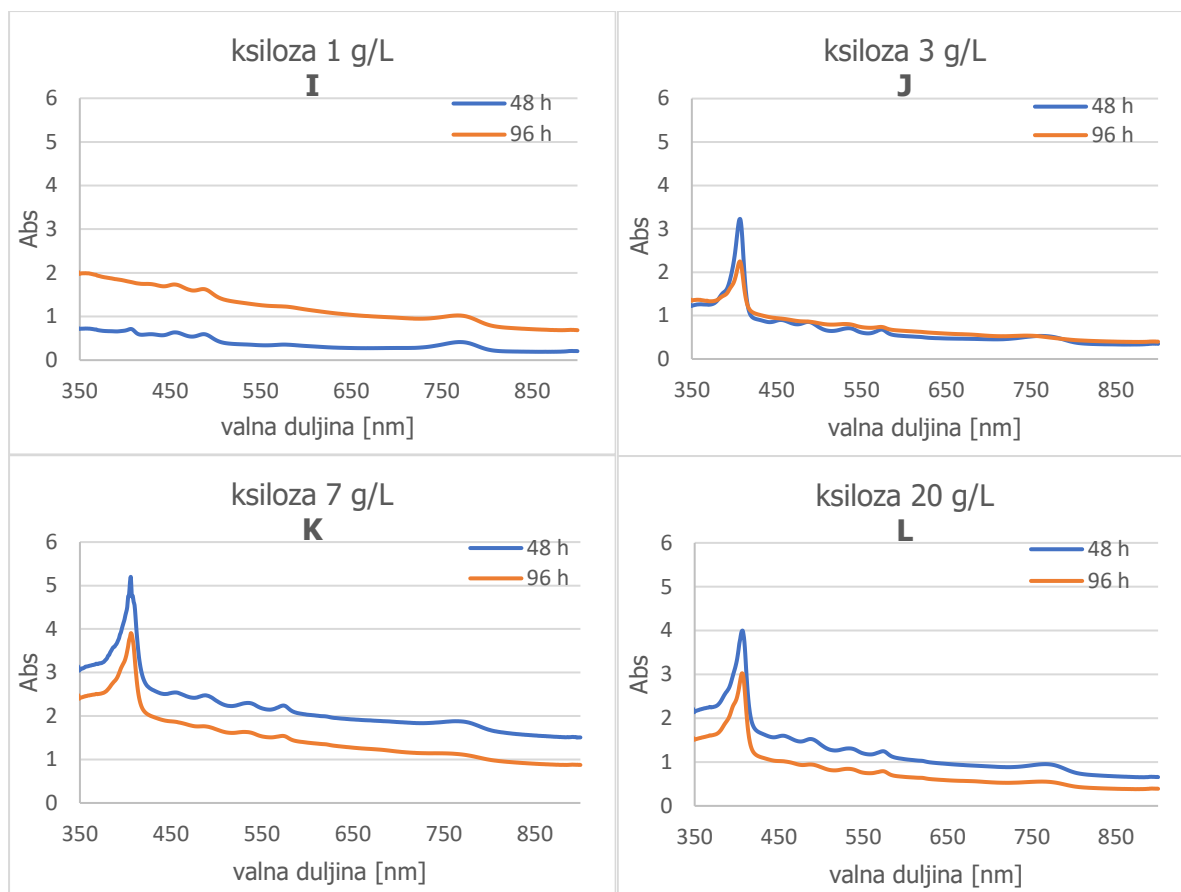 ksiloza 1 g/L
I
6
5
4
3
2
1
0
Abs
48 h
96 h
350 450 550 650 750 850
valna duljina [nm]
ksiloza 3 g/L
J
6
5
4
3
2
1
0
Abs
48 h
96 h
350 450 550 650 750 850
valna duljina [nm]
ksiloza 7 g/L
K
6
5
4
3
2
1
0
Abs
48 h
96 h
350 450 550 650 750 850
valna duljina [nm]
ksiloza 20 g/L
L
6
5
4
3
2
1
0
Abs
48 h
96 h
350 450 550 650 750 850
valna duljina [nm]